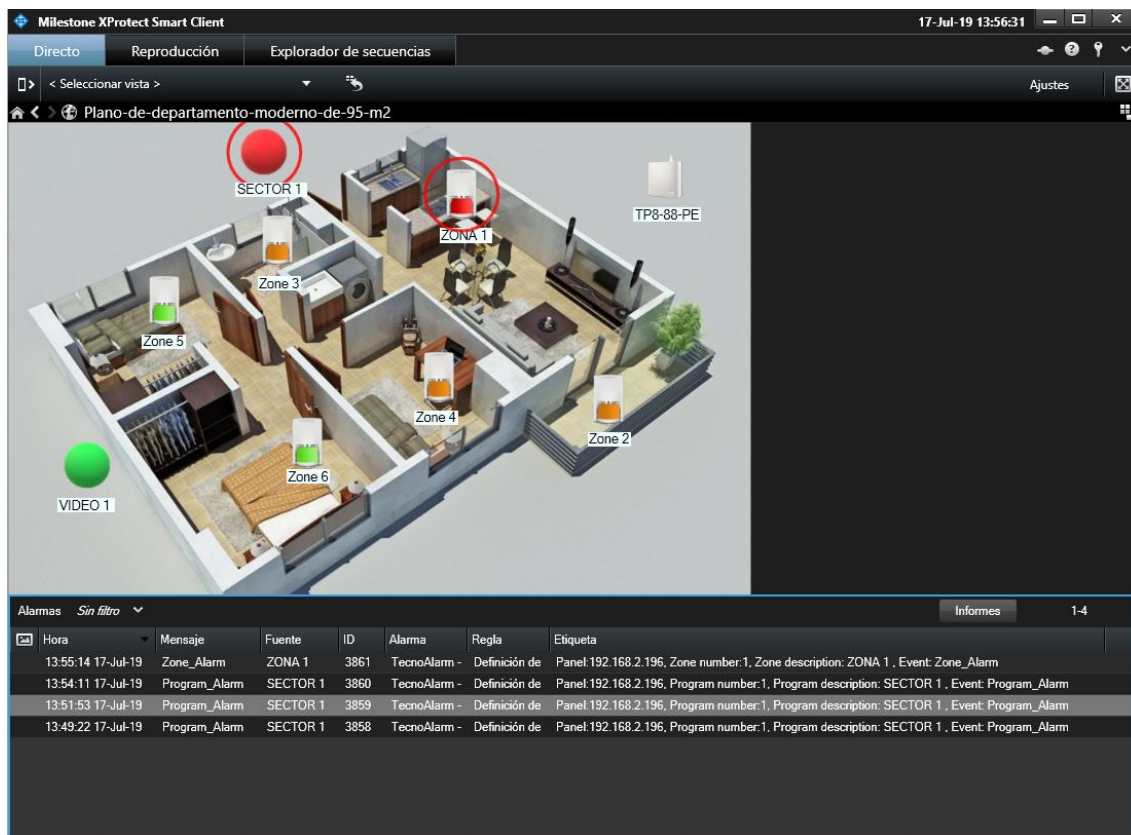 Milestone XProtect Smart Client
17-Jul-19 13:56:31
Directo Reproducción Explorador de secuencias
< Seleccionar vista >
Ajustes
Plano-de-departamento-moderno-de-95-m2
SECTOR 1
TP8-88-PE
ZONA 1
Zone 3
Zone 5
Zone 4
Zone 2
Zone 6
VIDEO 1
Alarmas Sin filtro Informes 1-4
Hora Mensaje Fuente ID Alarma Regla Etiqueta
13:55:14 17-Jul-19 Zone_Alarm ZONA 1 3861 TecnoAlarm - Definición de Panel:192.168.2.196, Zone number:1, Zone description: ZONA 1 , Event: Zone_Alarm
13:54:11 17-Jul-19 Program_Alarm SECTOR 1 3860 TecnoAlarm - Definición de Panel:192.168.2.196, Program number:1, Program description: SECTOR 1 , Event: Program_Alarm
13:51:53 17-Jul-19 Program_Alarm SECTOR 1 3859 TecnoAlarm - Definición de Panel:192.168.2.196, Program number:1, Program description: SECTOR 1 , Event: Program_Alarm
13:49:22 17-Jul-19 Program_Alarm SECTOR 1 3858 TecnoAlarm - Definición de Panel:192.168.2.196, Program number:1, Program description: SECTOR 1 , Event: Program_Alarm